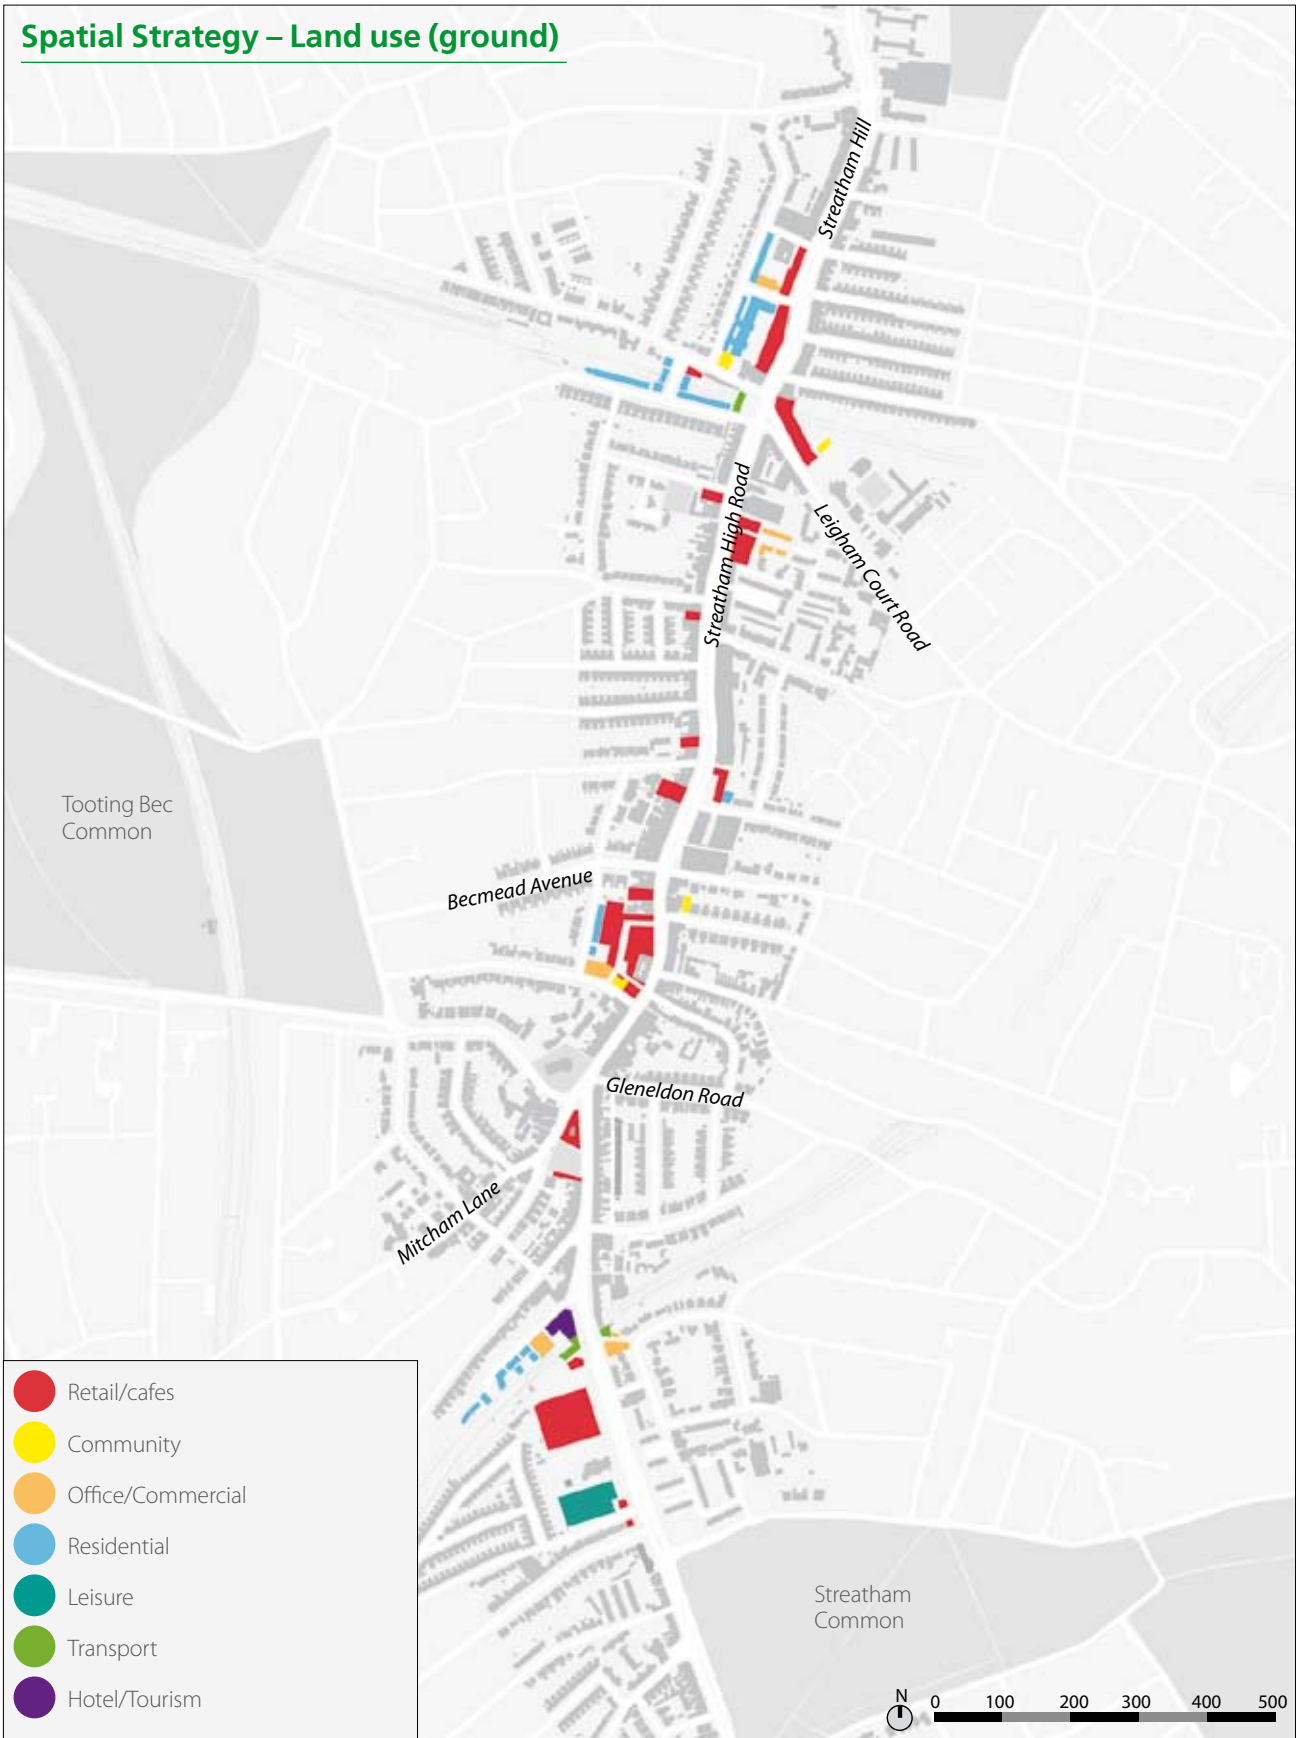 Spatial Strategy – Land use (ground)
Streatham Hill
Streatham High Road
Leigham Court Road
Tooting Bec
Common
Becmead Avenue
Gleneldon Road
Mitcham Lane
Retail/cafes
Community
Office/Commercial
Residential
Leisure
Transport
Hotel/Tourism
Streatham
Common
N
0 100 200 300 400 500